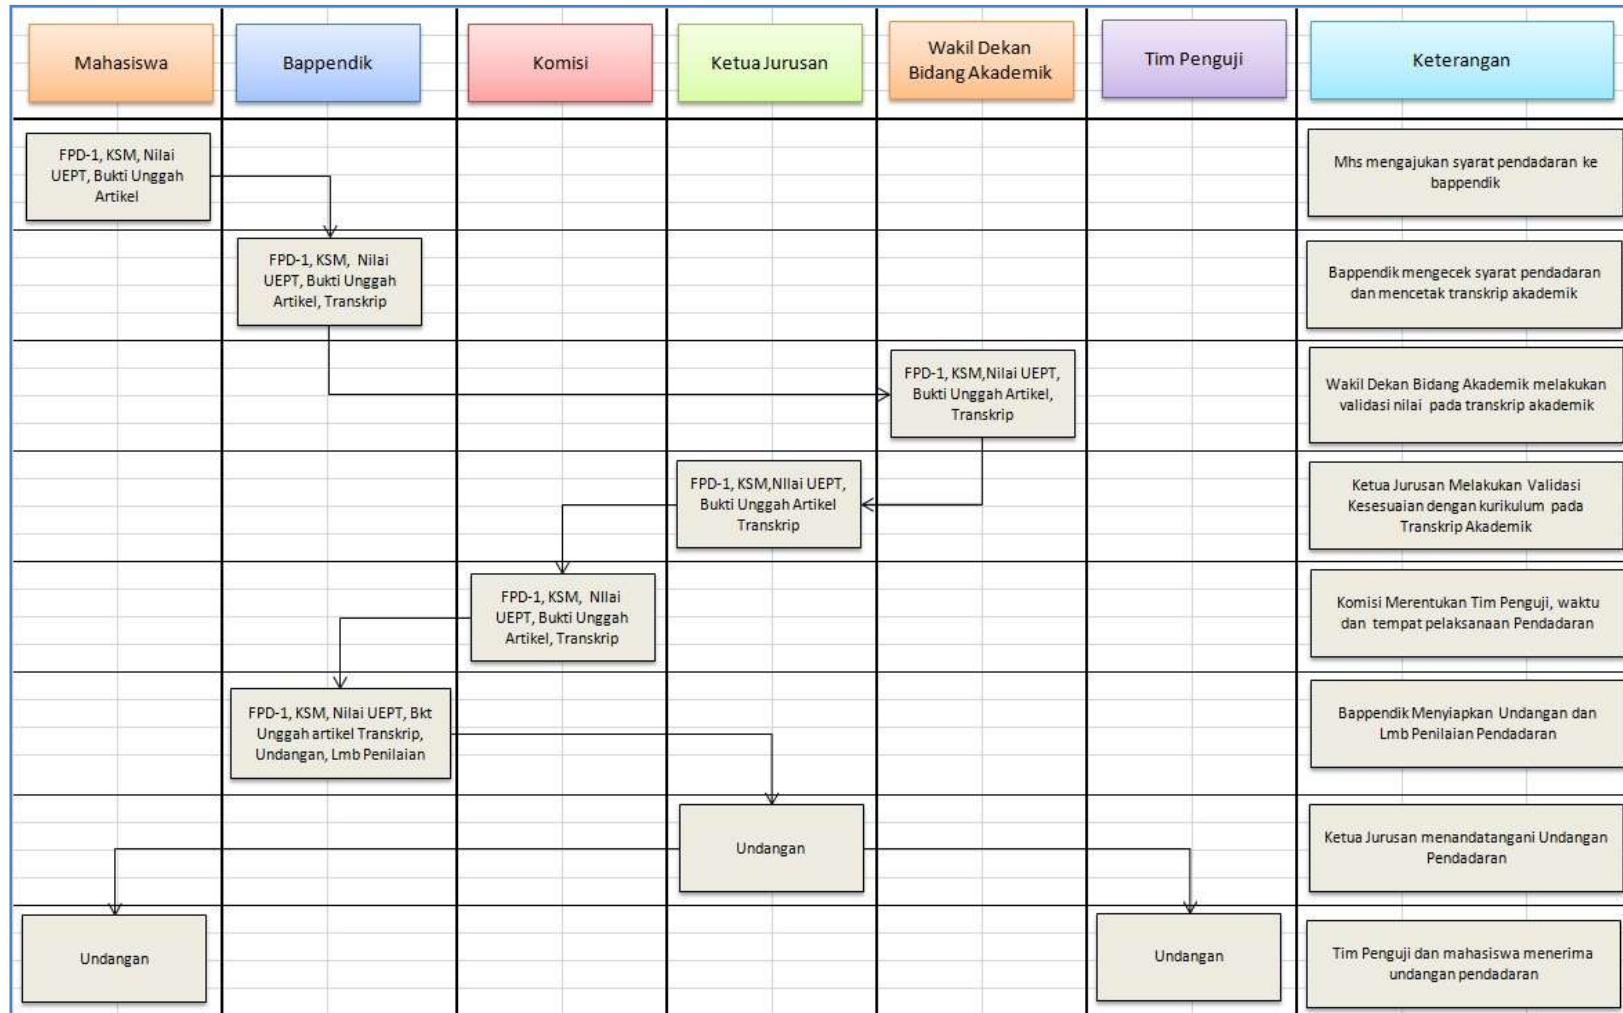 Mahasiswa
Bappendik
Komisi
Ketua Jurusan
Wakil Dekan
Bidang Akademik
Tim Penguji
Keterangan
FPD-1, KSM, Nilai
UEPT, Bukti Unggah
Artikel
Mhs mengajukan syarat pendadaran ke
bappendik
FPD-1, KSM, Nilai
UEPT, Bukti Unggah
Artikel, Transkrip
Bappendik mengecek syarat pendadaran
dan mencetak transkrip akademik
FPD-1, KSM,Nilai UEPT,
Bukti Unggah Artikel,
Transkrip
Wakil Dekan Bidang Akademik melakukan
validasi nilai pada transkrip akademik
FPD-1, KSM,NIlai UEPT,
Bukti Unggah Artikel
Transkrip
Ketua Jurusan Melakukan Validasi
Kesesuaian dengan kurikulum pada
Transkrip Akademik
FPD-1, KSM, NIlai
UEPT, Bukti Unggah
Artikel, Transkrip
Komisi Merentukan Tim Penguji, waktu
dan tempat pelaksanaan Pendadaran
FPD-1, KSM, Nilai UEPT, Bkt
Unggah artikel Transkrip,
Undangan, Lmb Penilaian
Bappendik Menyiapkan Undangan dan
Lmb Penilaian Pendadaran
Undangan
Ketua Jurusan menandatangani Undangan
Pendadaran
Undangan
Undangan
Tim Penguji dan mahasiswa menerima
undangan pendadaran